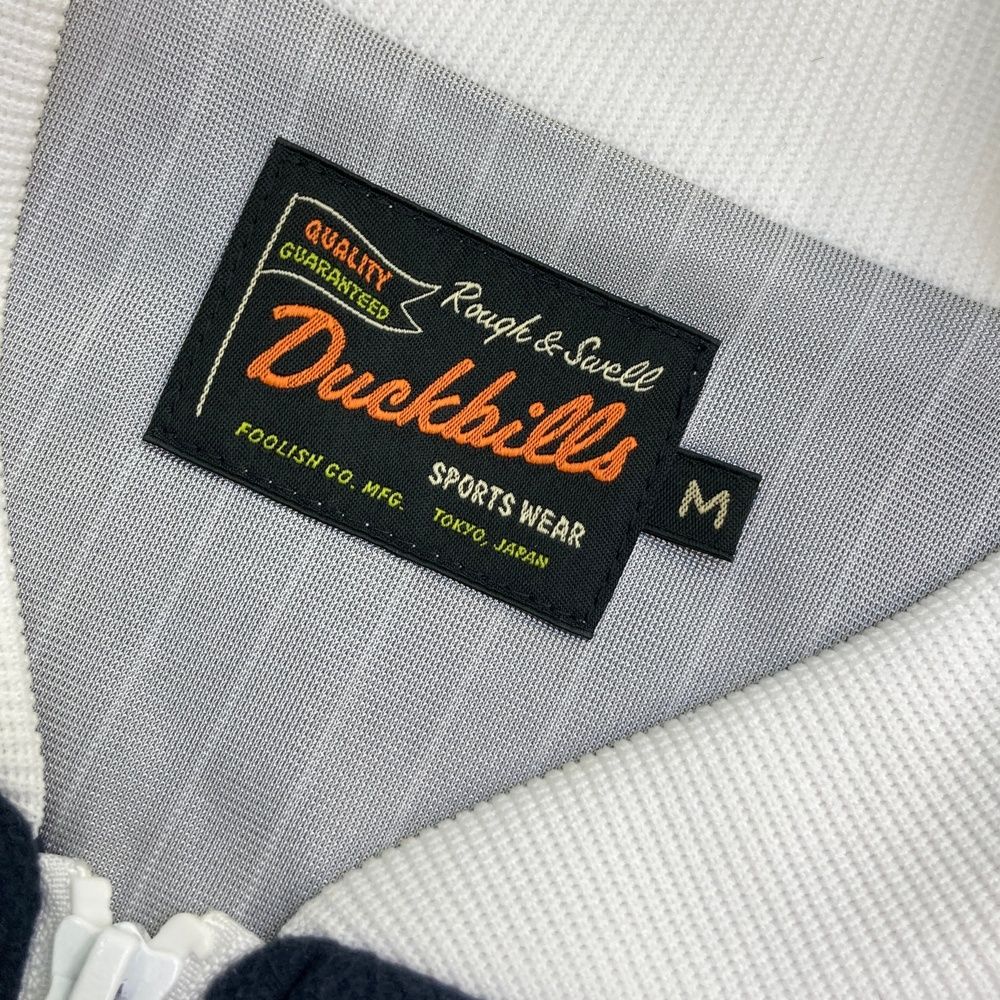 QUALITY
GUARANTEED
Rough & Swell
Duckbills
SPORTS WEAR
FOOLISH CO. MFG. TOKYO, JAPAN
M